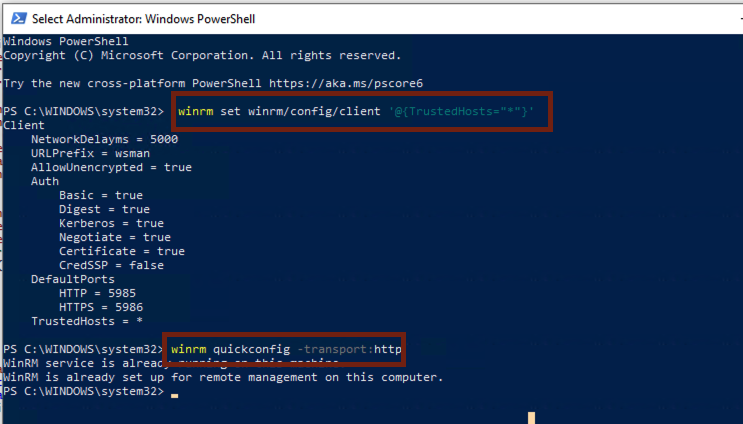 Select Administrator: Windows PowerShell
Windows PowerShell
Copyright (C) Microsoft Corporation. All rights reserved.
Try the new cross-platform PowerShell https://aka.ms/pscore6
PS C:\WINDOWS\system32> winrm set winrm/config/client '@{TrustedHosts="*"}'
Client
    NetworkDelayms = 5000
    URLPrefix = wsman
    AllowUnencrypted = true
    Auth
        Basic = true
        Digest = true
        Kerberos = true
        Negotiate = true
        Certificate = true
        CredSSP = false
    DefaultPorts
        HTTP = 5985
        HTTPS = 5986
    TrustedHosts = *
PS C:\WINDOWS\system32> winrm quickconfig -transport:http
WinRM service is already running on this machine.
WinRM is already set up for remote management on this computer.
PS C:\WINDOWS\system32>